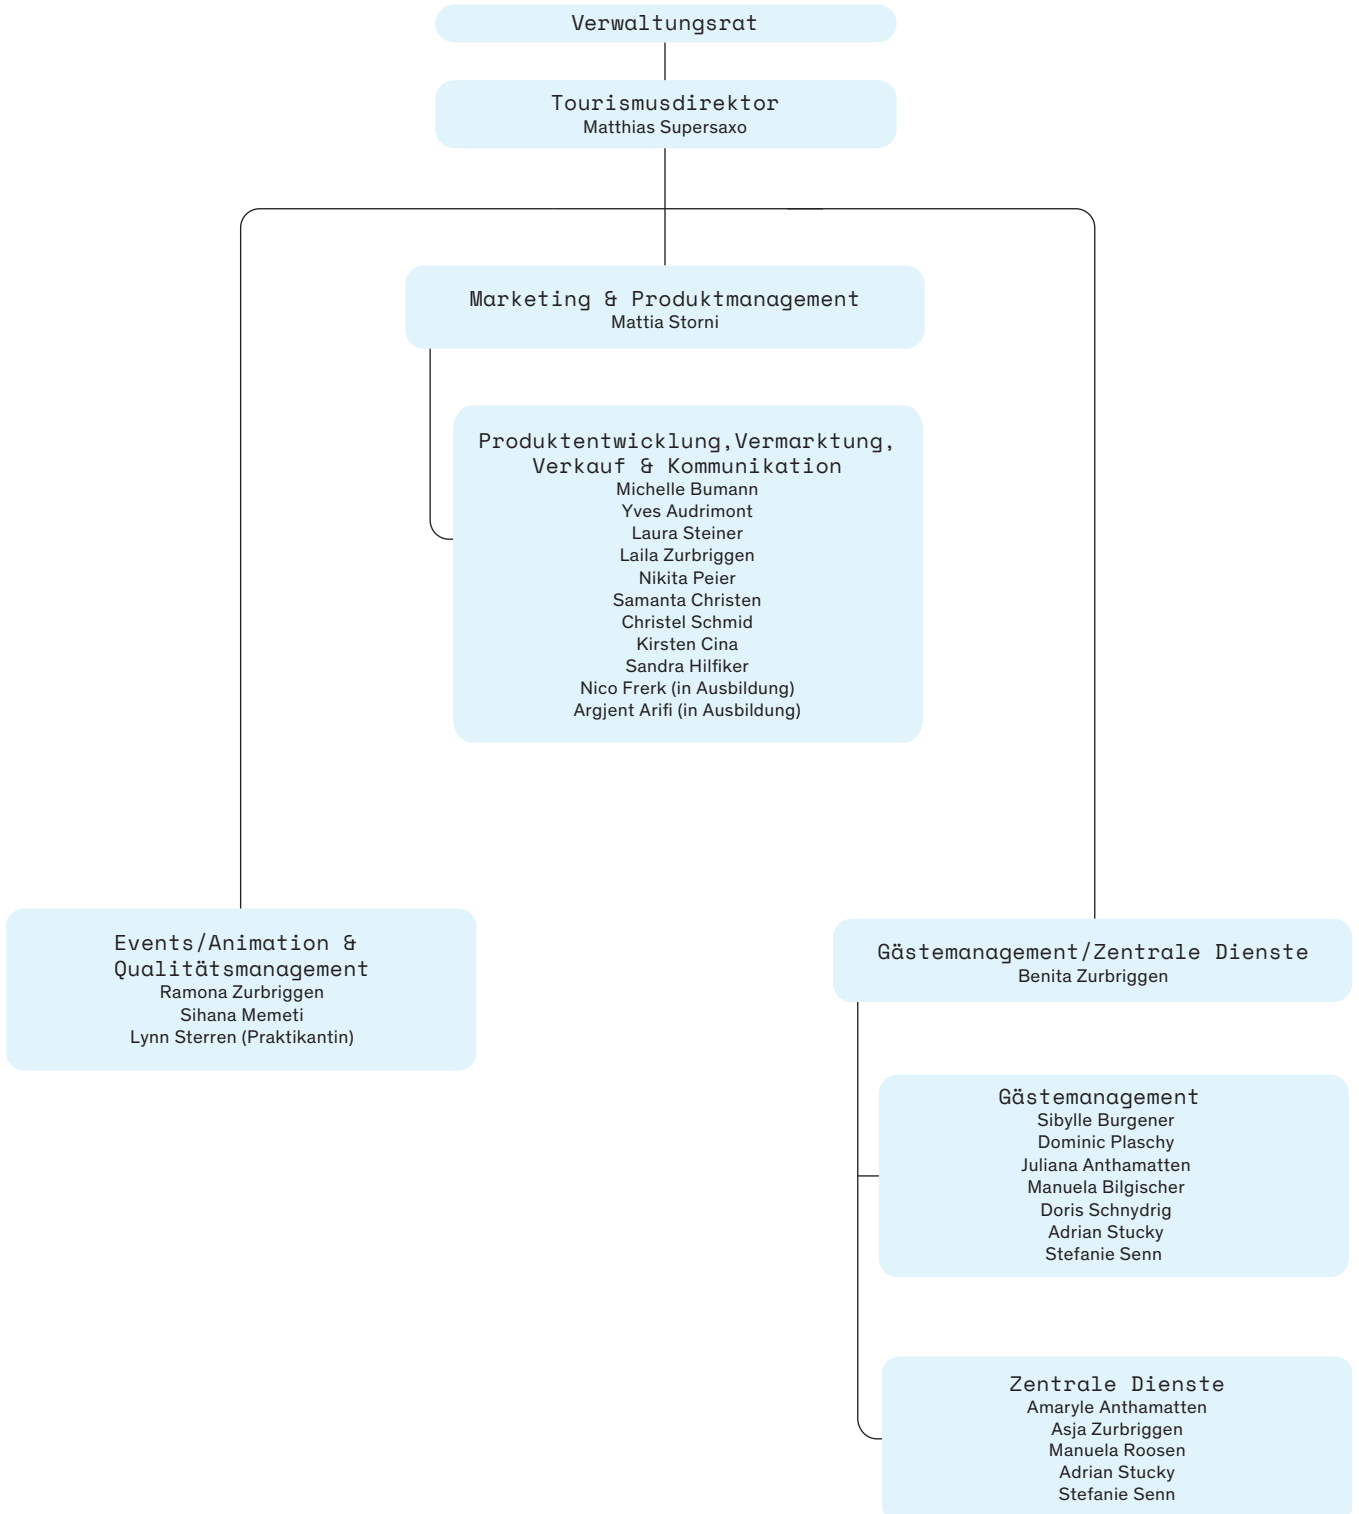 Verwaltungsrat
Tourismusdirektor
Matthias Supersaxo
Marketing & Produktmanagement
Mattia Storni
Produktentwicklung,Vermarktung,
Verkauf & Kommunikation
Michelle Bumann
Yves Audrimont
Laura Steiner
Laila Zurbriggen
Nikita Peier
Samanta Christen
Christel Schmid
Kirsten Cina
Sandra Hilfiker
Nico Frerk (in Ausbildung)
Argjent Arifi (in Ausbildung)
Events/Animation &
Qualitätsmanagement
Ramona Zurbriggen
Sihana Memeti
Lynn Sterren (Praktikantin)
Gästemanagement/Zentrale Dienste
Benita Zurbriggen
Gästemanagement
Sibylle Burgener
Dominic Plaschy
Juliana Anthamatten
Manuela Bilgischer
Doris Schnydrig
Adrian Stucky
Stefanie Senn
Zentrale Dienste
Amaryle Anthamatten
Asja Zurbriggen
Manuela Roosen
Adrian Stucky
Stefanie Senn